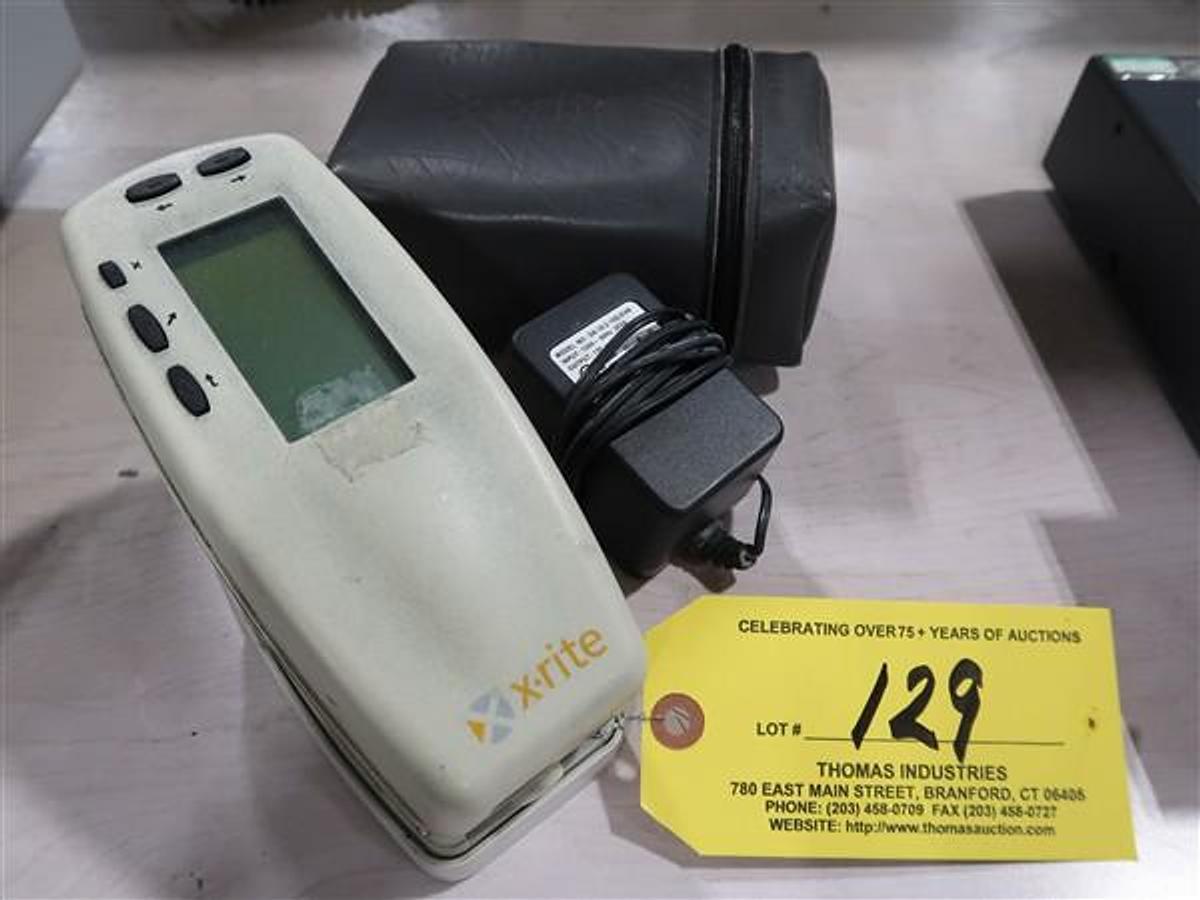 x·rite
CELEBRATING OVER 75 + YEARS OF AUCTIONS
LOT # 129
THOMAS INDUSTRIES
780 EAST MAIN STREET, BRANFORD, CT 06405
PHONE: (203) 458-0709 FAX (203) 458-0727
WEBSITE: http://www.thomasauction.com